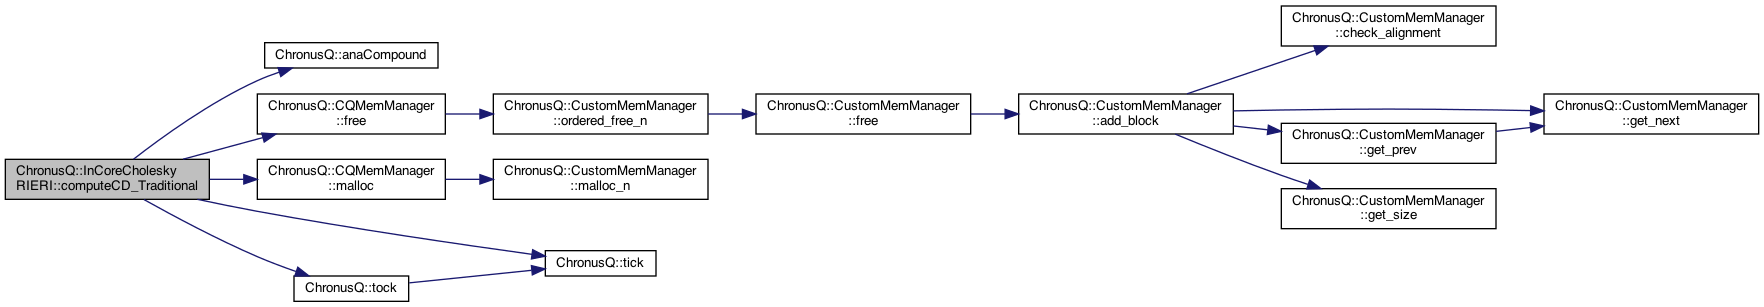 ChronusQ::InCoreCholesky
RIERI::computeCD_Traditional
ChronusQ::anaCompound
ChronusQ::CQMemManager
::free
ChronusQ::CQMemManager
::malloc
ChronusQ::tock
ChronusQ::CustomMemManager
::ordered_free_n
ChronusQ::CustomMemManager
::malloc_n
ChronusQ::tick
ChronusQ::CustomMemManager
::free
ChronusQ::CustomMemManager
::add_block
ChronusQ::CustomMemManager
::check_alignment
ChronusQ::CustomMemManager
::get_prev
ChronusQ::CustomMemManager
::get_size
ChronusQ::CustomMemManager
::get_next